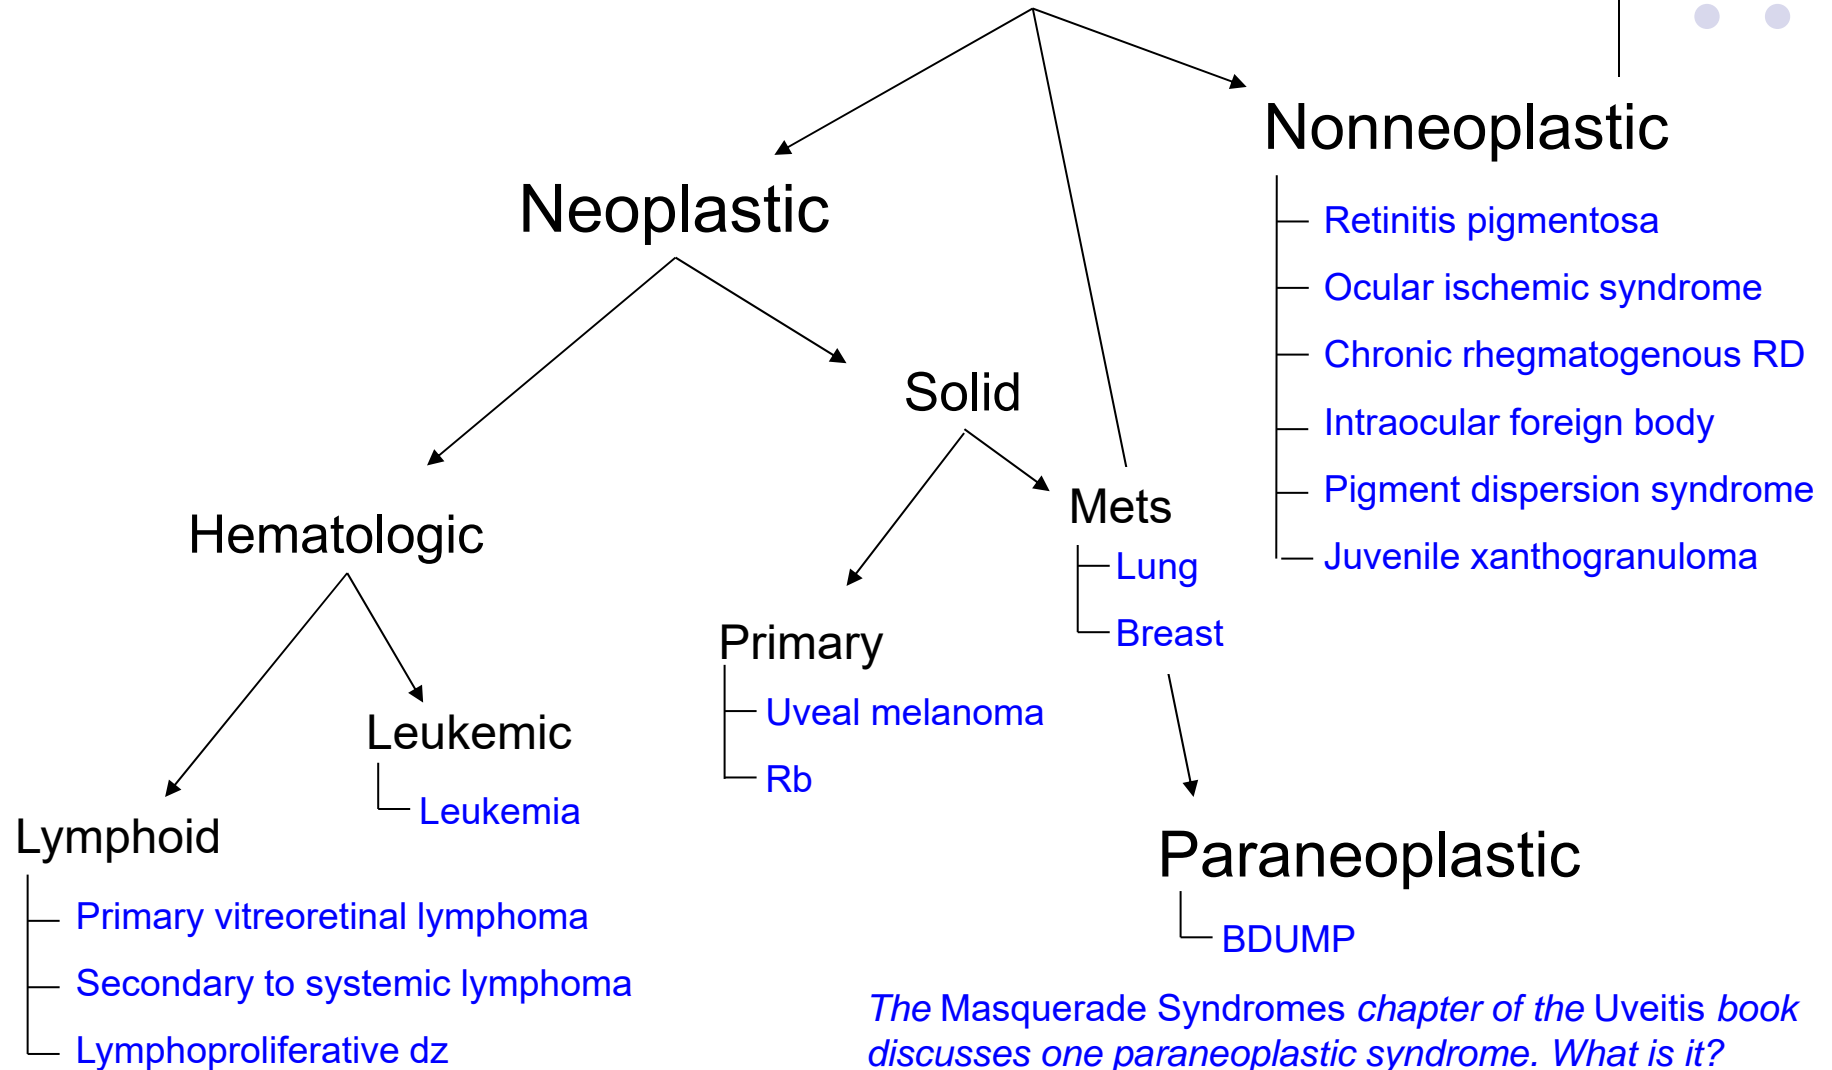 Nonneoplastic
Retinitis pigmentosa
Ocular ischemic syndrome
Chronic rhegmatogenous RD
Intraocular foreign body
Pigment dispersion syndrome
Juvenile xanthogranuloma
Neoplastic
Solid
Mets
Lung
Breast
Primary
Uveal melanoma
Rb
Hematologic
Leukemic
Leukemia
Lymphoid
Primary vitreoretinal lymphoma
Secondary to systemic lymphoma
Lymphoproliferative dz
Paraneoplastic
BDUMP
The Masquerade Syndromes chapter of the Uveitis book
discusses one paraneoplastic syndrome. What is it?